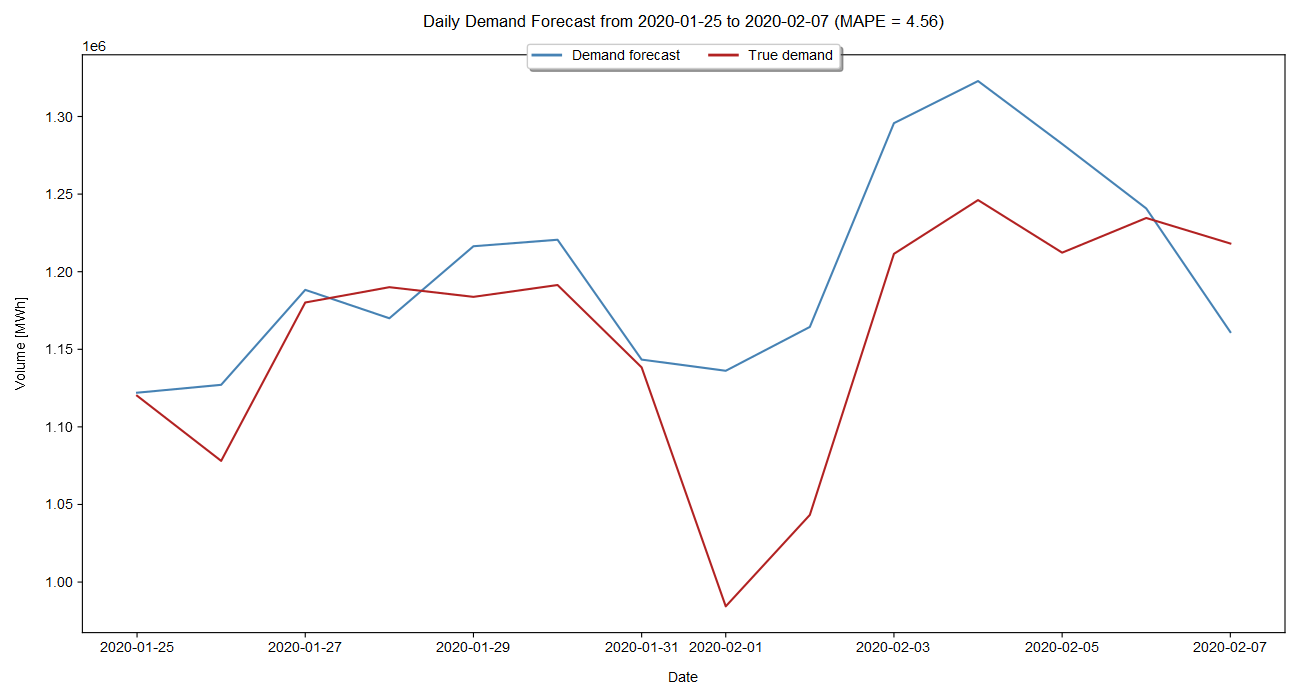 Daily Demand Forecast from 2020-01-25 to 2020-02-07 (MAPE = 4.56)
1e6
Demand forecast True demand
1.30
1.25
1.20
1.15
1.10
1.05
1.00
Volume [MWh]
2020-01-25 2020-01-27 2020-01-29 2020-01-31 2020-02-01 2020-02-03 2020-02-05 2020-02-07
Date